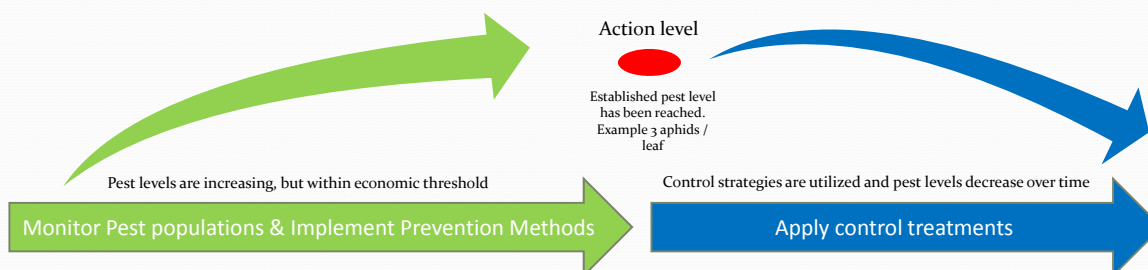 Action level
Established pest level
has been reached.
Example 3 aphids /
leaf
Pest levels are increasing, but within economic threshold
Control strategies are utilized and pest levels decrease over time
Monitor Pest populations & Implement Prevention Methods
Apply control treatments